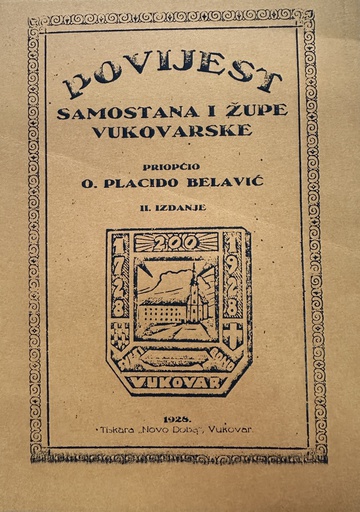 POVIJEST
SAMOSTANA I ŽUPE
VUKOVARSKE
PRIOPĆIO
O. PLACIDO BELAVIĆ
II. IZDANJE
200
1728
1928
VUKOVAR
1928.
Tiskara „Novo Doba", Vukovar.